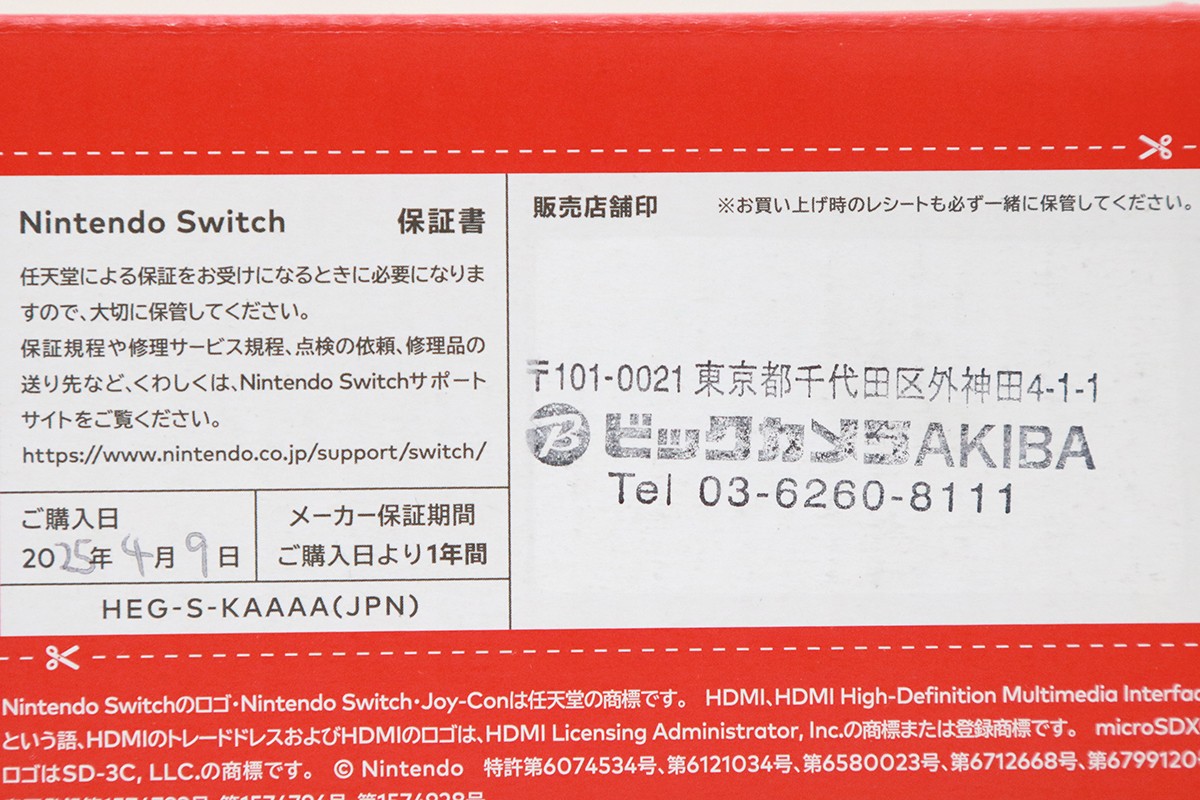 Nintendo Switch 保証書
任天堂による保証をお受けになるときに必要になりま
すので、大切に保管してください。
保証規程や修理サービス規程、点検の依頼、修理品の
送り先など、くわしくは、Nintendo Switchサポート
サイトをご覧ください。
https://www.nintendo.co.jp/support/switch/
ご購入日
2025年 4月 9日
メーカー保証期間
ご購入日より1年間
HEG-S-KAAAA(JPN)
販売店舗印 ※お買い上げ時のレシートも必ず一緒に保管してください。
〒101-0021 東京都千代田区外神田4-1-1
B ビックカメラAKIBA
Tel 03-6260-8111
Nintendo Switchのロゴ・Nintendo Switch・Joy-Conは任天堂の商標です。 HDMI、HDMI High-Definition Multimedia Interfac
という語、HDMIのトレードドレスおよびHDMIのロゴは、HDMI Licensing Administrator, Inc.の商標または登録商標です。 microSDX
ロゴはSD-3C, LLC.の商標です。 © Nintendo 特許第6074534号、第6121034号、第6580023号、第6712668号、第6799120